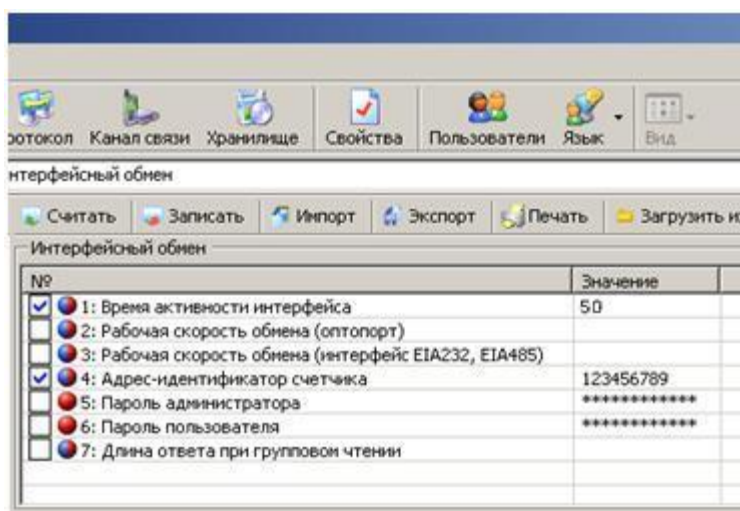 ротокол Канал связи Хранилище Свойства Пользователи Язык Вид
нтерфейсный обмен
Считать Записать Импорт Экспорт Печать Загрузить и
Интерфейсный обмен
№ Значение
1: Время активности интерфейса 50
2: Рабочая скорость обмена (оптопорт)
3: Рабочая скорость обмена (интерфейс EIA232, EIA485)
4: Адрес-идентификатор счетчика 123456789
5: Пароль администратора ************
6: Пароль пользователя ************
7: Длина ответа при групповом чтении